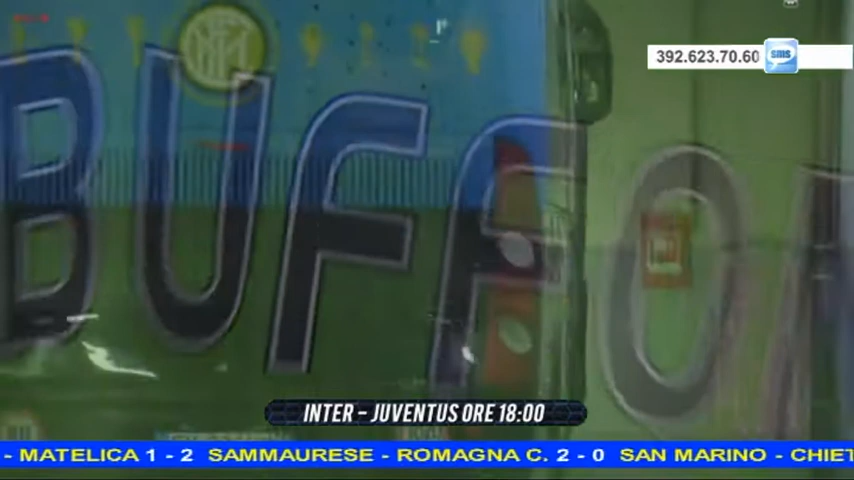 392.623.70.60
sms
BUFFON
INTER - JUVENTUS ORE 18:00
- MATELICA 1 - 2 SAMMAURESE - ROMAGNA C. 2 - 0 SAN MARINO - CHIET